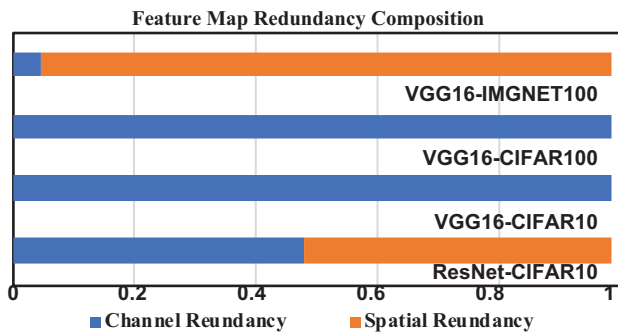 Feature Map Redundancy Composition
VGG16-IMGNET100
VGG16-CIFAR100
VGG16-CIFAR10
ResNet-CIFAR10
0 0.2 0.4 0.6 0.8 1
Channel Reundancy Spatial Reundancy